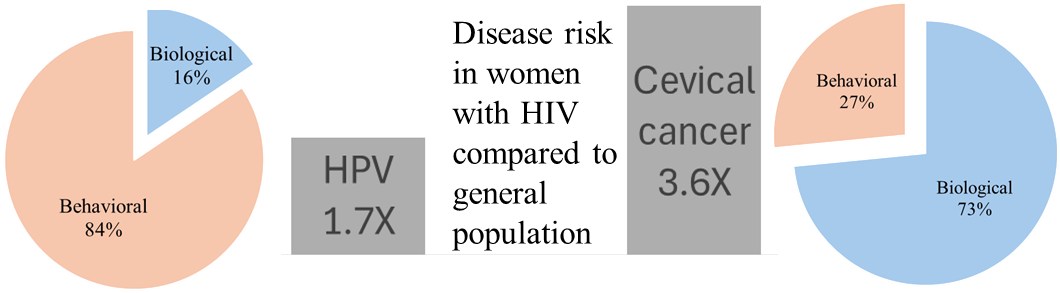 Biological
16%
Behavioral
84%
HPV
1.7X
Disease risk
in women
with HIV
compared to
general
population
Cevical
cancer
3.6X
Behavioral
27%
Biological
73%